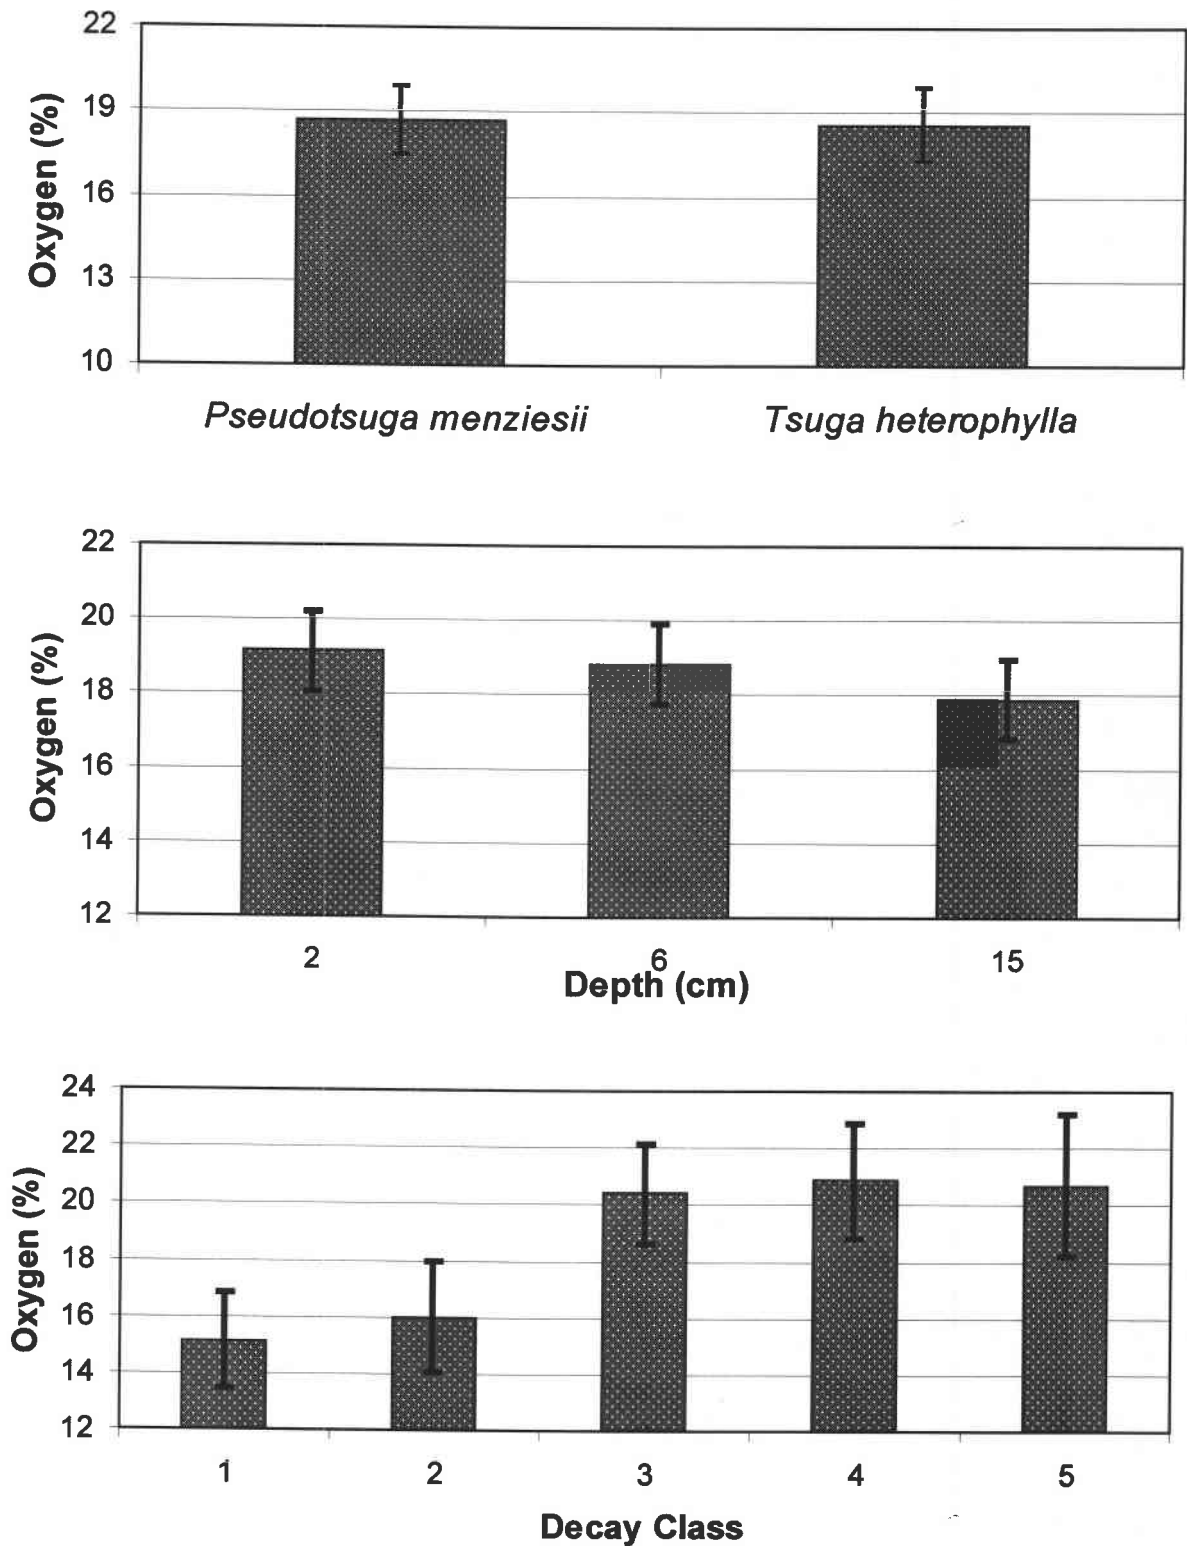 22
19
16
13
10
Oxygen (%)
Pseudotsuga menziesii Tsuga heterophylla
22
20
18
16
14
12
Oxygen (%)
2 6 15
Depth (cm)
24
22
20
18
16
14
12
Oxygen (%)
1 2 3 4 5
Decay Class